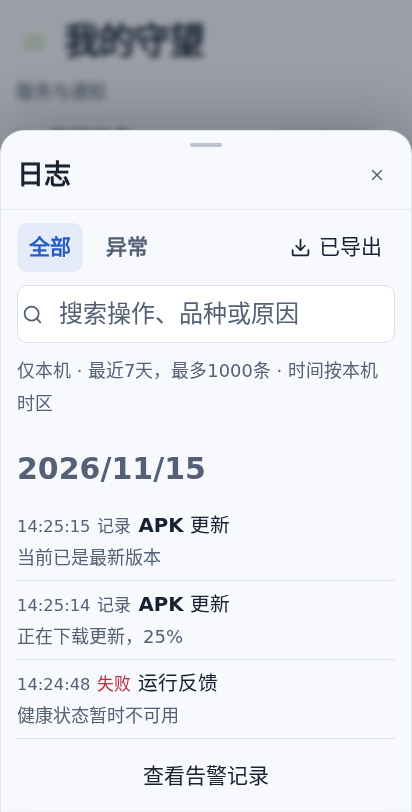 我的守望
服务与通知
日志
×
全部 异常 已导出
搜索操作、品种或原因
仅本机 · 最近7天，最多1000条 · 时间按本机
时区
2026/11/15
14:25:15 记录 APK 更新
当前已是最新版本
14:25:14 记录 APK 更新
正在下载更新，25%
14:24:48 失败 运行反馈
健康状态暂时不可用
查看告警记录